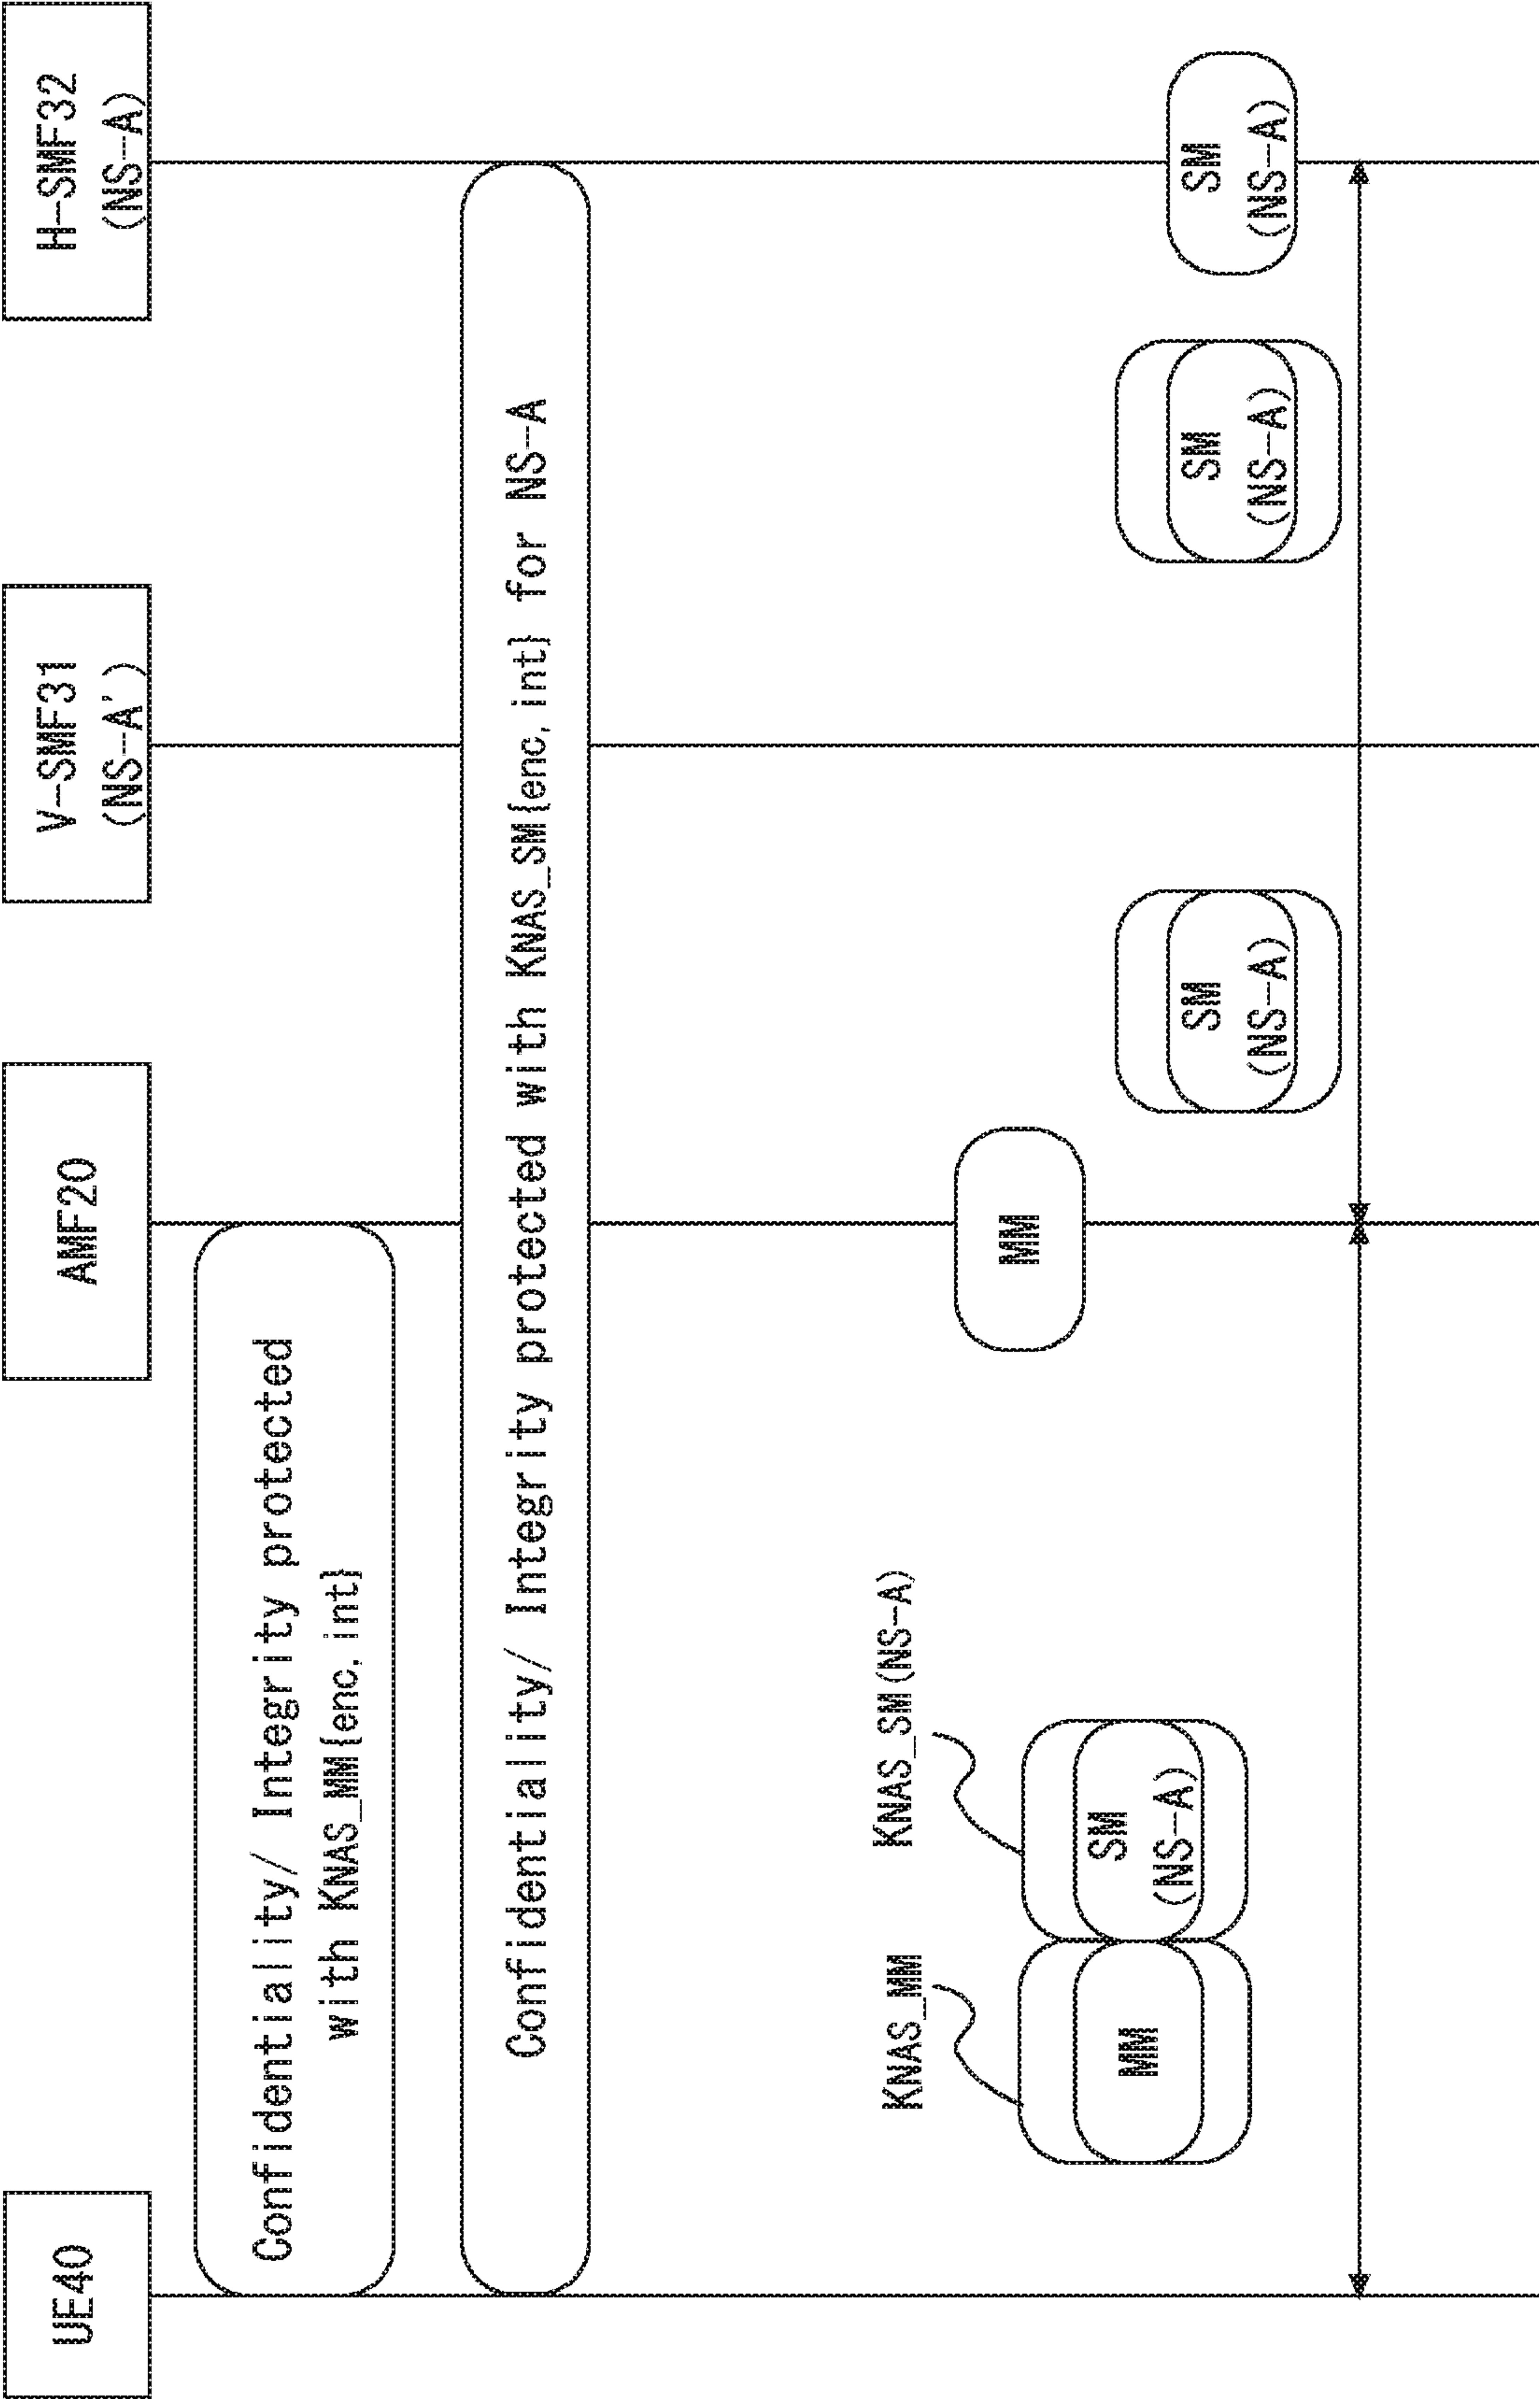 UE40
AMF20
V-SMF31
(NS-A')
H-SMF32
(NS-A)
Confidentiality/ Integrity protected
with KNAS_MM{enc, int}
Confidentiality/ Integrity protected with KNAS_SM{enc, int} for NS-A
KNAS_MM
KNAS_SM(NS-A)
MM
SM
(NS-A)
MM
SM
(NS-A)
SM
(NS-A)
SM
(NS-A)